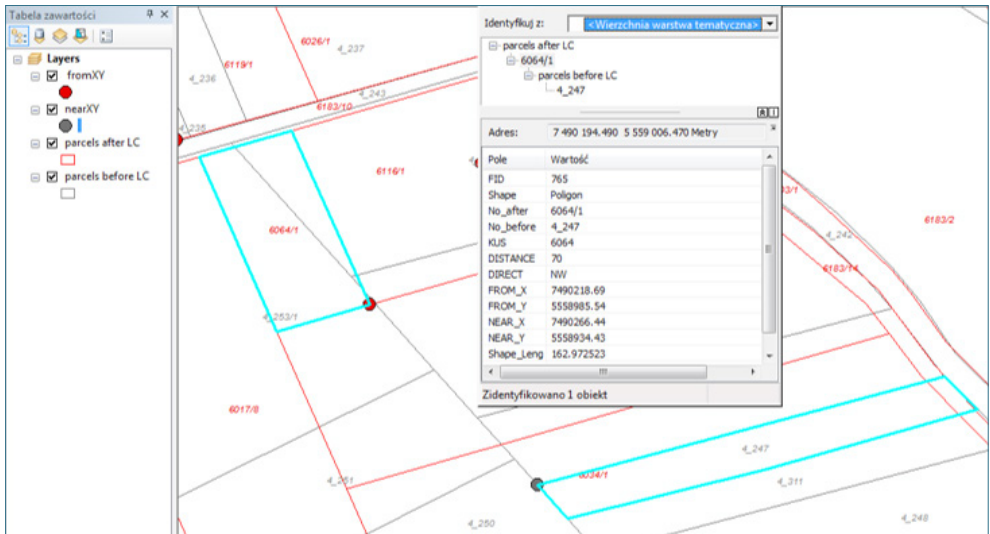 Tabela zawartości
Layers
fromXY
nearXY
parcels after LC
parcels before LC
6026/1
4_237
6119/1
4_236
4_243
6183/10
4_235
6116/1
6064/1
4_253/1
6017/8
4_251
4_250
6034/1
4_247
4_311
4_248
4_242
6183/14
6183/2
Identyfikuj z:
<Wierzchnia warstwa tematyczna>
parcels after LC
6064/1
parcels before LC
4_247
Adres:
7 490 194.490 5 559 006.470 Metry
Pole Wartość
FID 765
Shape Poligon
No_after 6064/1
No_before 4_247
KUS 6064
DISTANCE 70
DIRECT NW
FROM_X 7490218.69
FROM_Y 5558985.54
NEAR_X 7490266.44
NEAR_Y 5558934.43
Shape_Leng 162.972523
Zidentyfikowano 1 obiekt